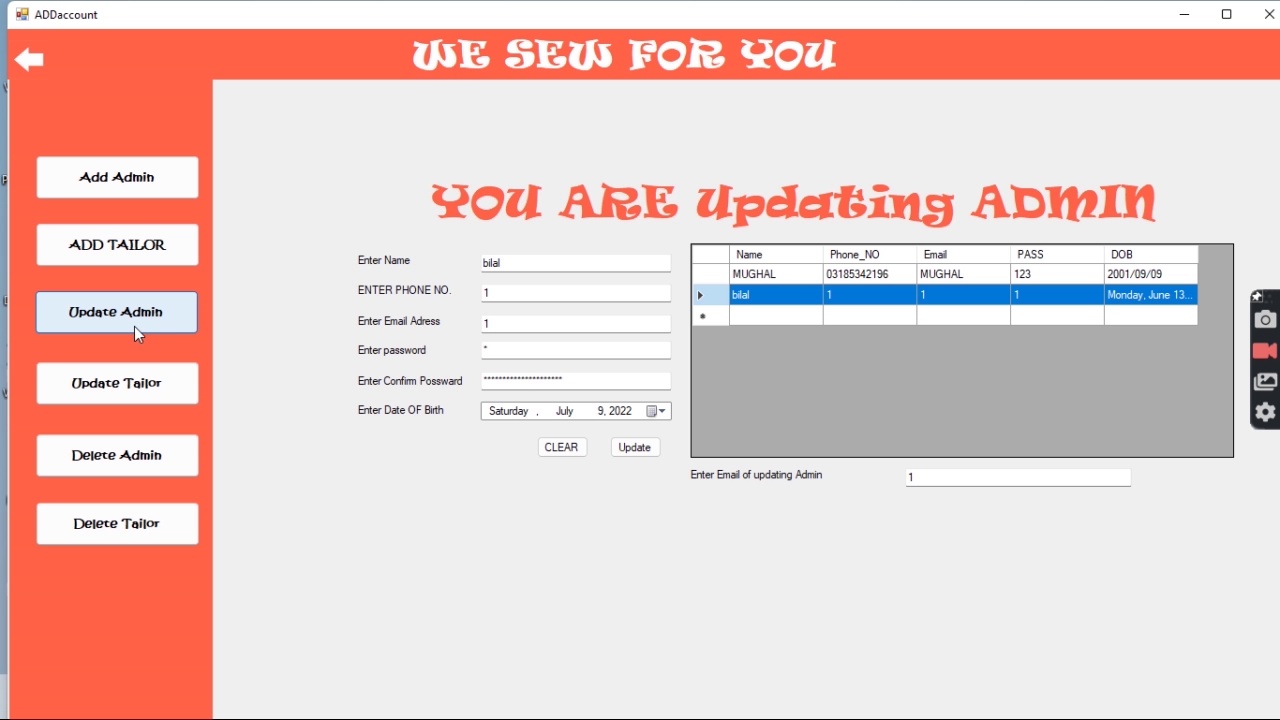 ADDaccount
WE SEW FOR YOU
Add Admin
ADD TAILOR
Update Admin
Update Tailor
Delete Admin
Delete Tailor
YOU ARE Updating ADMIN
Enter Name bilal
ENTER PHONE NO. 1
Enter Email Adress 1
Enter password *
Enter Confirm Possward *********************
Enter Date OF Birth Saturday , July 9, 2022
CLEAR Update
Name Phone_NO Email PASS DOB
MUGHAL 03185342196 MUGHAL 123 2001/09/09
bilal 1 1 1 Monday, June 13...
Enter Email of updating Admin 1